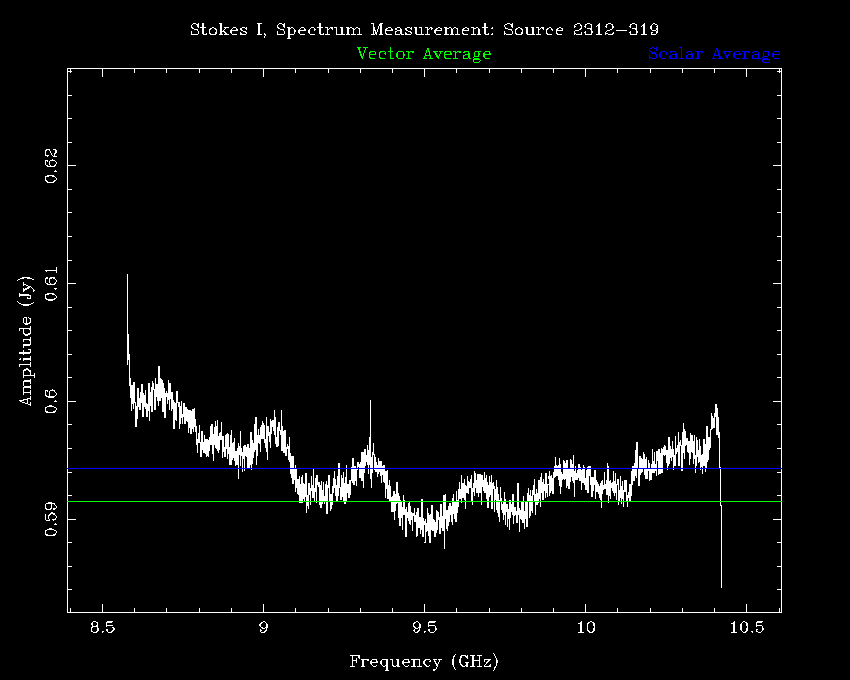 Stokes I, Spectrum Measurement: Source 2312-319
Vector Average
Scalar Average
0.62
0.61
0.6
0.59
Amplitude (Jy)
8.5
9
9.5
10
10.5
Frequency (GHz)